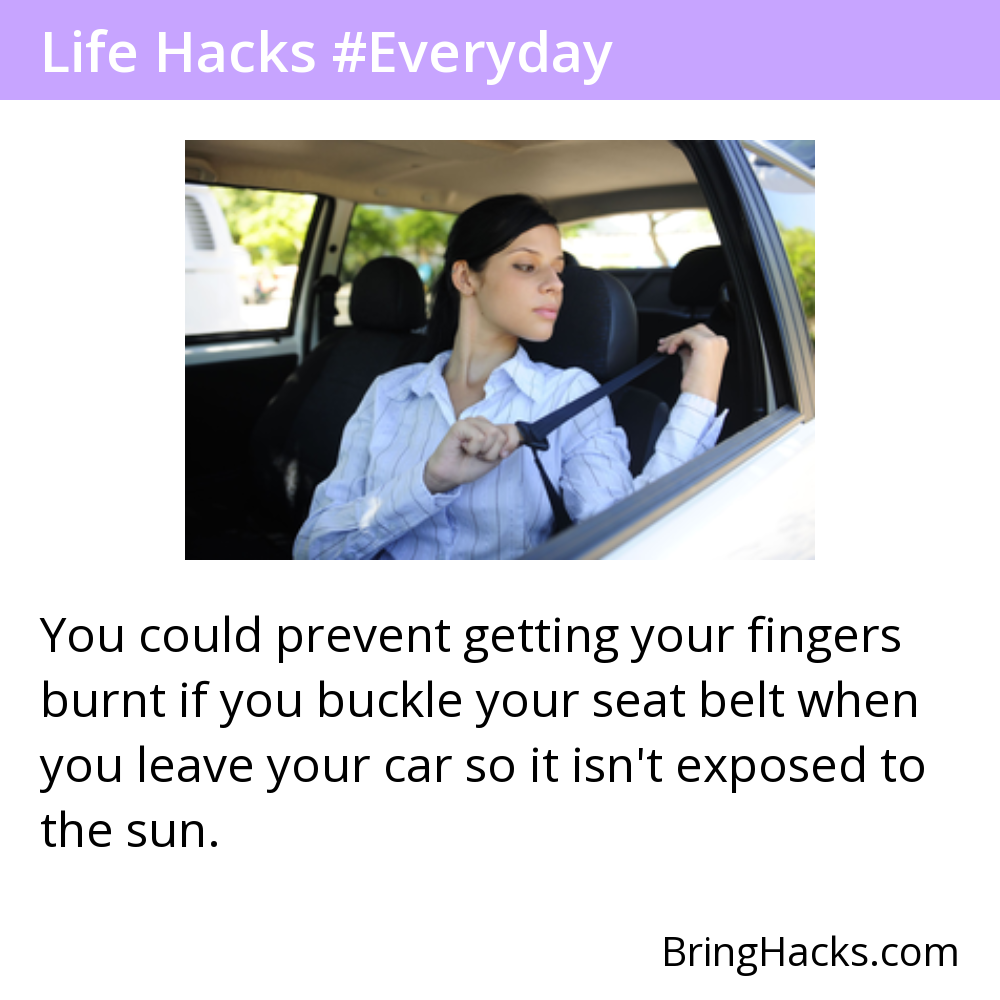 Life Hacks #Everyday
You could prevent getting your fingers
burnt if you buckle your seat belt when
you leave your car so it isn't exposed to
the sun.
BringHacks.com